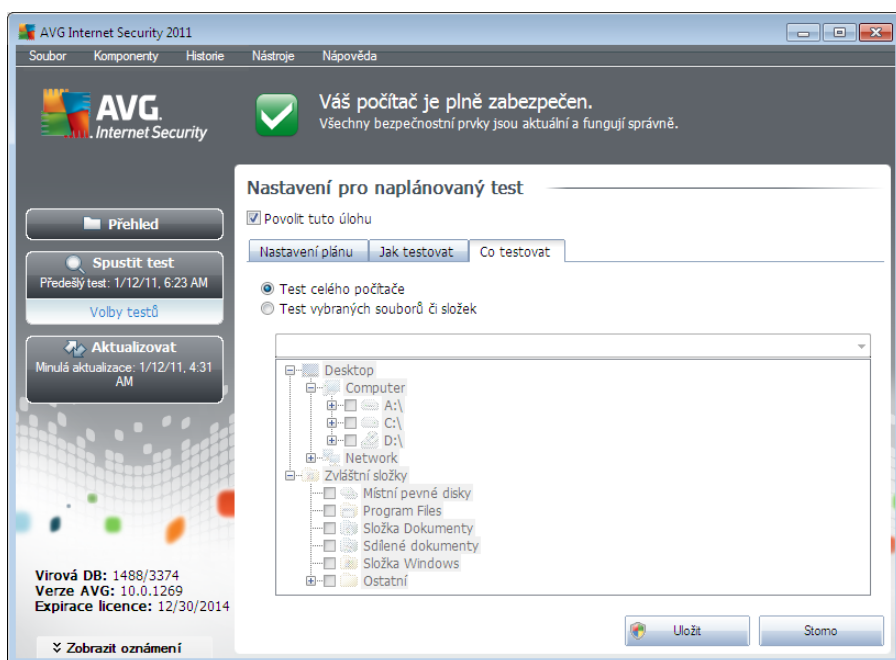 AVG Internet Security 2011
Soubor Komponenty Historie Nástroje Nápověda
AVG.
Internet Security
Váš počítač je plně zabezpečen.
Všechny bezpečnostní prvky jsou aktuální a fungují správně.
Přehled
Spustit test
Předešlý test: 1/12/11, 6:23 AM
Volby testů
Aktualizovat
Minulá aktualizace: 1/12/11, 4:31
AM
Virová DB: 1488/3374
Verze AVG: 10.0.1269
Expirace licence: 12/30/2014
Zobrazit oznámení
Nastavení pro naplánovaný test
Povolit tuto úlohu
Nastavení plánu Jak testovat Co testovat
Test celého počítače
Test vybraných souborů či složek
Desktop
Computer
A:\
C:\
D:\
Network
Zvláštní složky
Místní pevné disky
Program Files
Složka Dokumenty
Sdílené dokumenty
Složka Windows
Ostatní
Uložit Storno